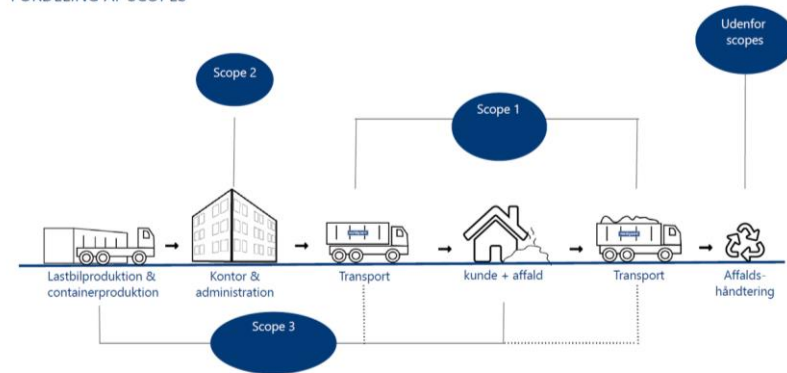 Udenfor
scopes
Scope 2
Scope 1
Lastbilproduktion &
containerproduktion
Kontor &
administration
Transport
kunde + affald
Transport
Affalds-
håndtering
Scope 3